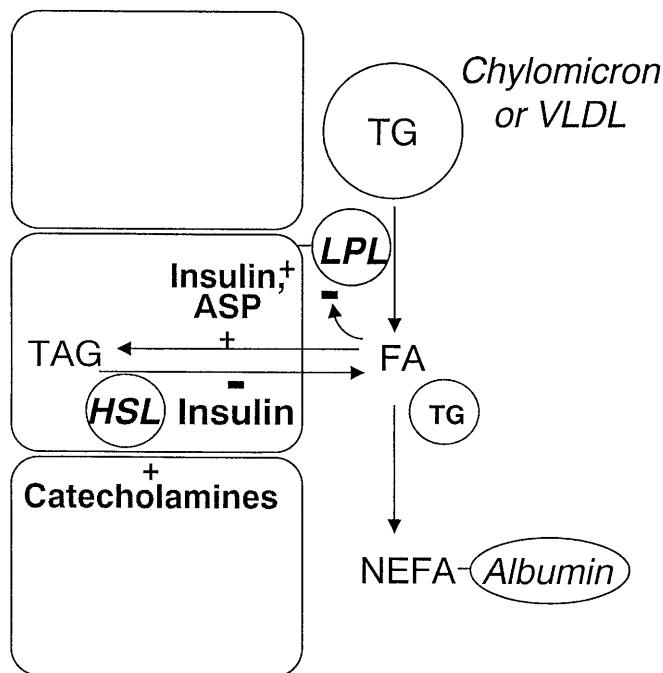 Chylomicron
or VLDL
TG
LPL
Insulin,+
ASP
-
+
TAG
FA
-
HSL
Insulin
TG
+
Catecholamines
NEFA
Albumin